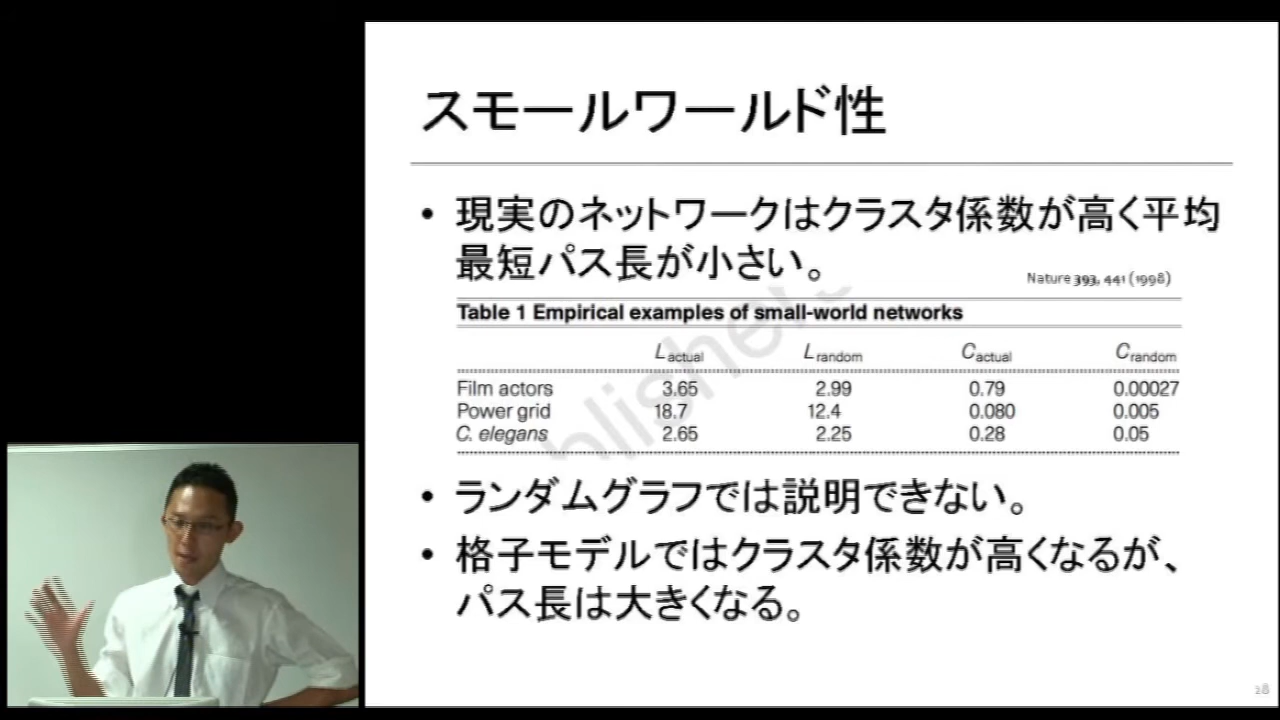 スモールワールド性
• 現実のネットワークはクラスタ係数が高く平均
最短パス長が小さい。
Nature 393, 441 (1998)
Table 1 Empirical examples of small-world networks
Lactual Lrandom Cactual Crandom
Film actors 3.65 2.99 0.79 0.00027
Power grid 18.7 12.4 0.080 0.005
C. elegans 2.65 2.25 0.28 0.05
• ランダムグラフでは説明できない。
• 格子モデルではクラスタ係数が高くなるが、
パス長は大きくなる。